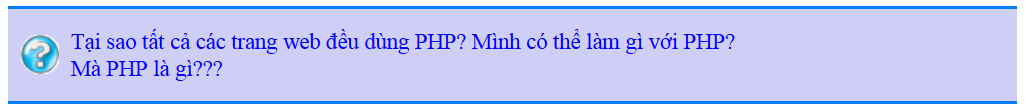 Tại sao tất cả các trang web đều dùng PHP? Mình có thể làm gì với PHP?
Mà PHP là gì???